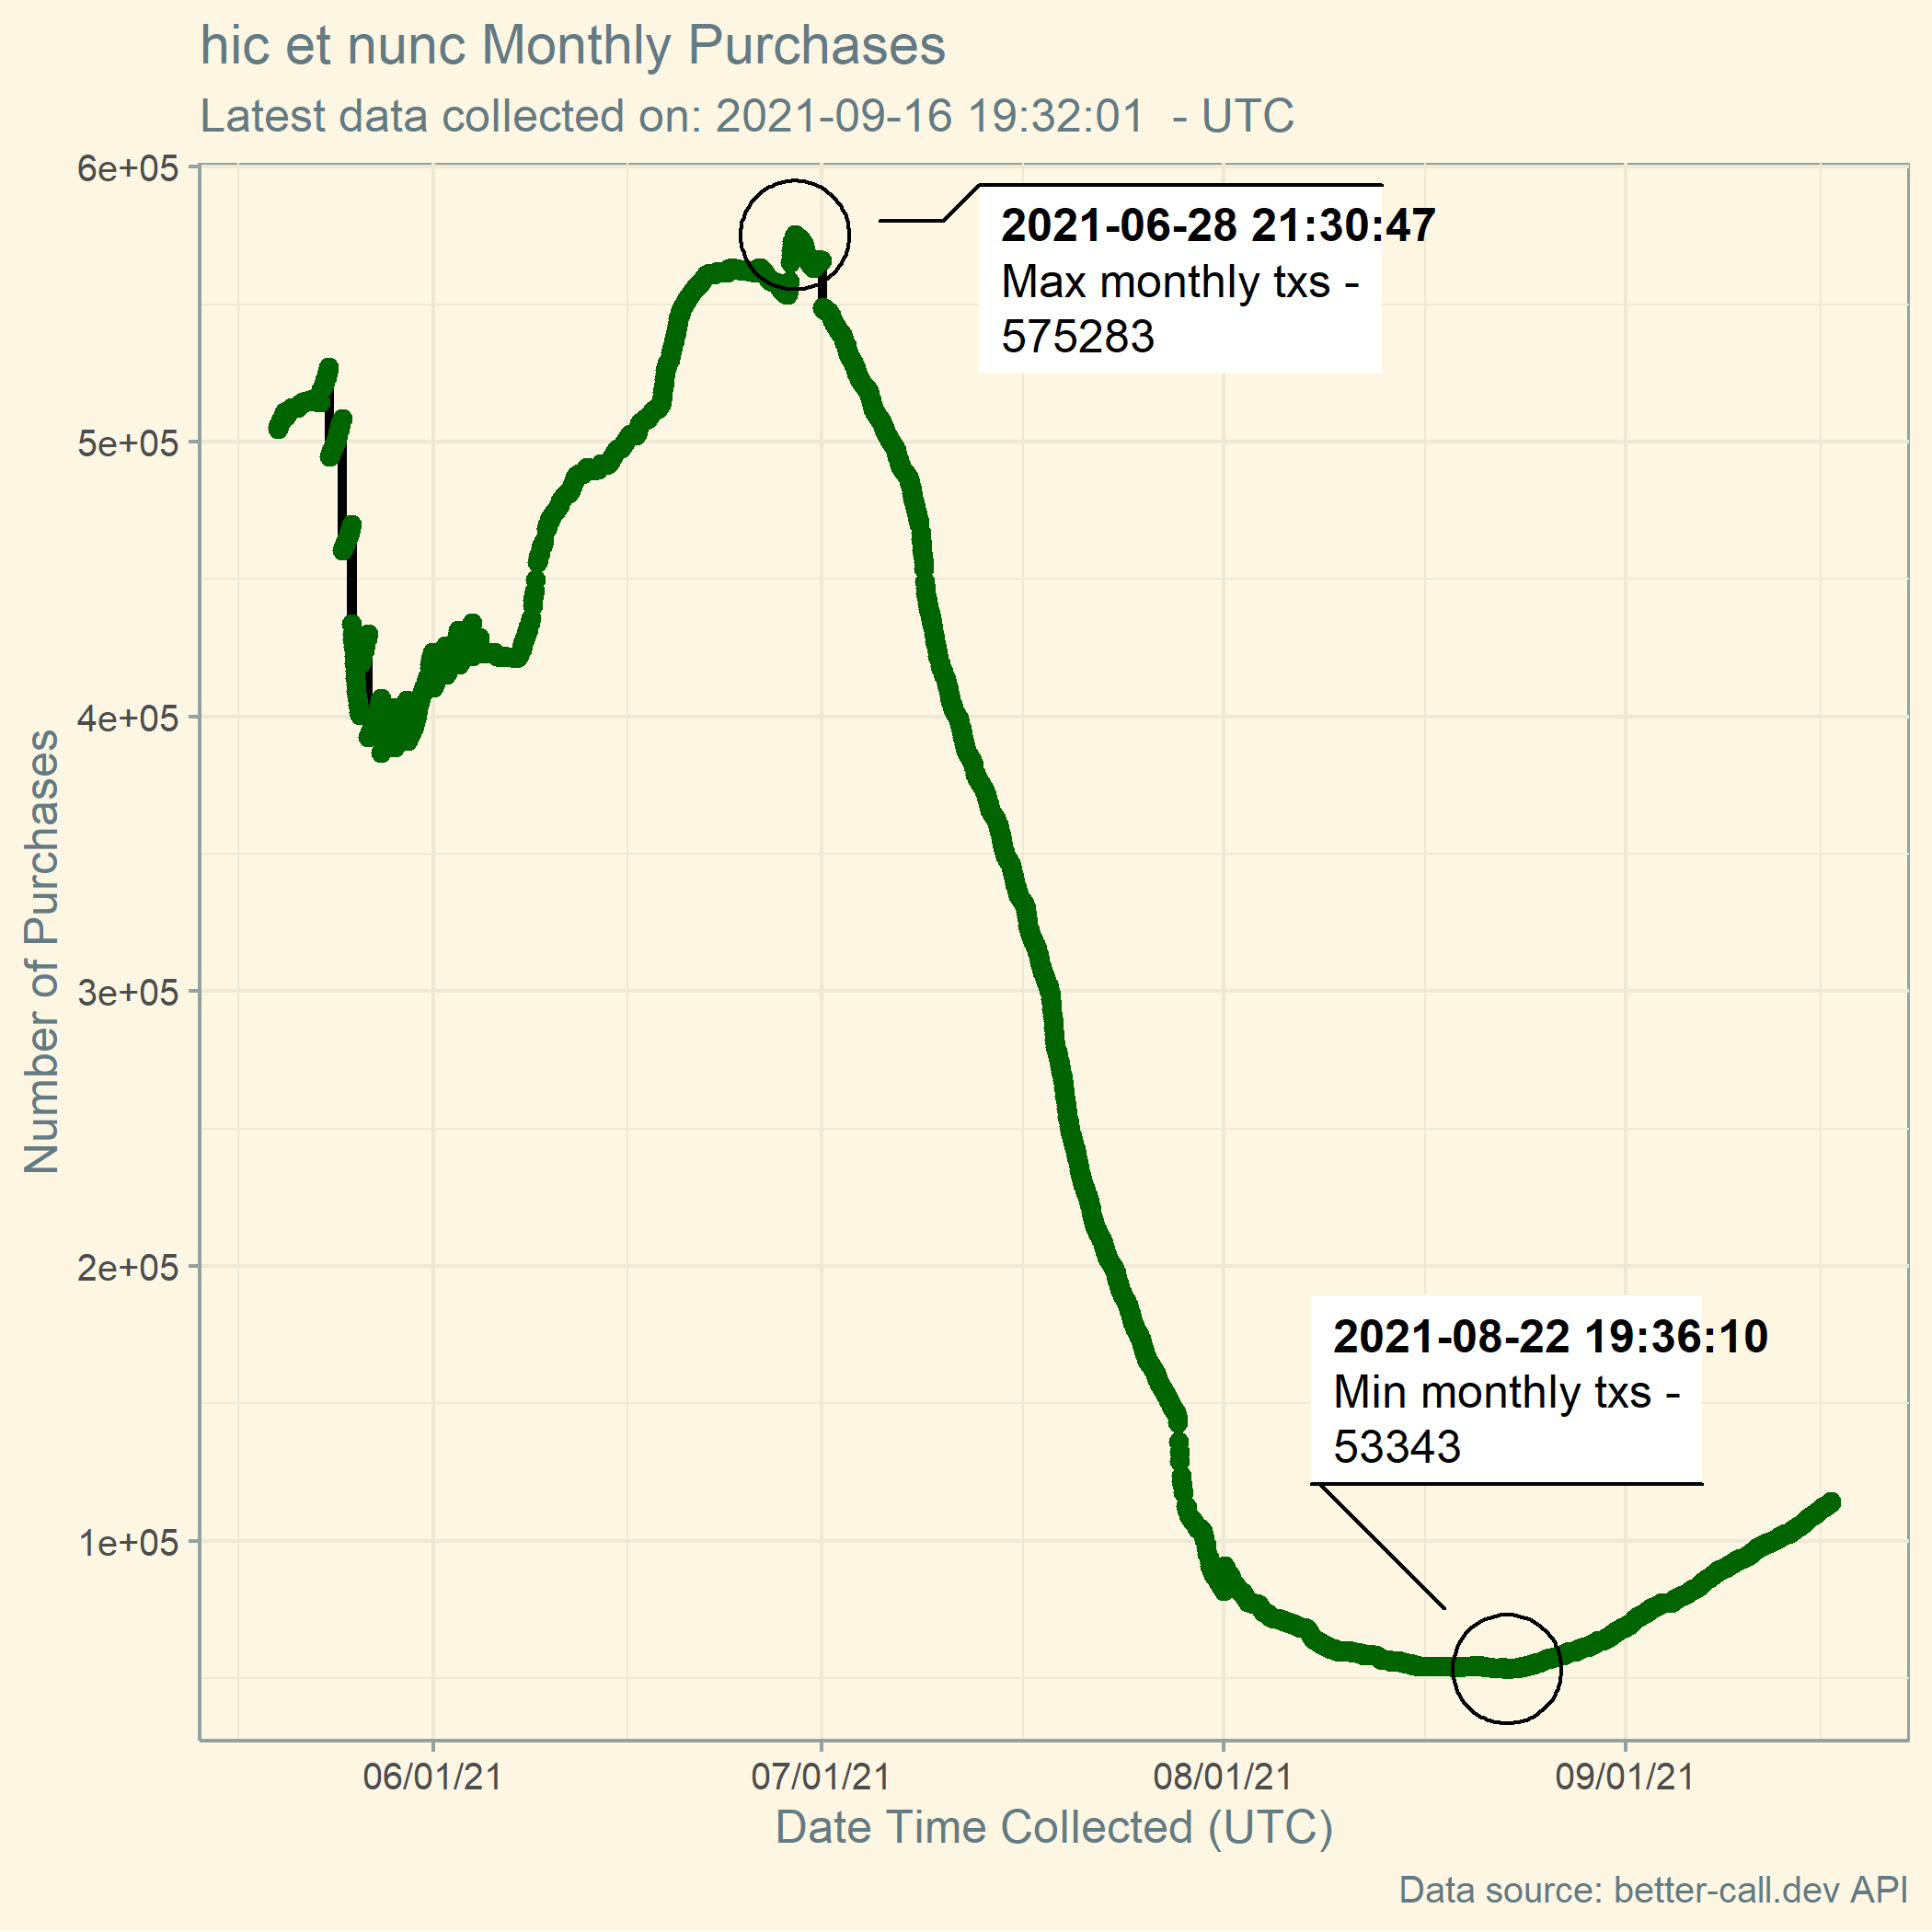 hic et nunc Monthly Purchases
Latest data collected on: 2021-09-16 19:32:01  - UTC
6e+05
5e+05
4e+05
3e+05
2e+05
1e+05
Number of Purchases
2021-06-28 21:30:47
Max monthly txs -
575283
2021-08-22 19:36:10
Min monthly txs -
53343
06/01/21
07/01/21
08/01/21
09/01/21
Date Time Collected (UTC)
Data source: better-call.dev API